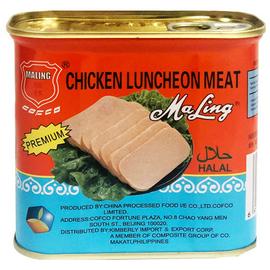 MALING
®
COFCO
CHICKEN LUNCHEON MEAT
MaLing®
PREMIUM
حلال
HALAL
PRODUCED BY:CHINA PROCESSED FOOD I/E CO.,LTD.,COFCO
LIMITED.
ADDRESS:COFCO FORTUNE PLAZA, NO.8 CHAO YANG MEN
SOUTH ST., BEIJING 100020.
DISTRIBUTED BY:KIMBERLY IMPORT & EXPORT CORP.
A MEMBER OF COMPOSITE GROUP OF CO.
MAKATI,PHILIPPINES